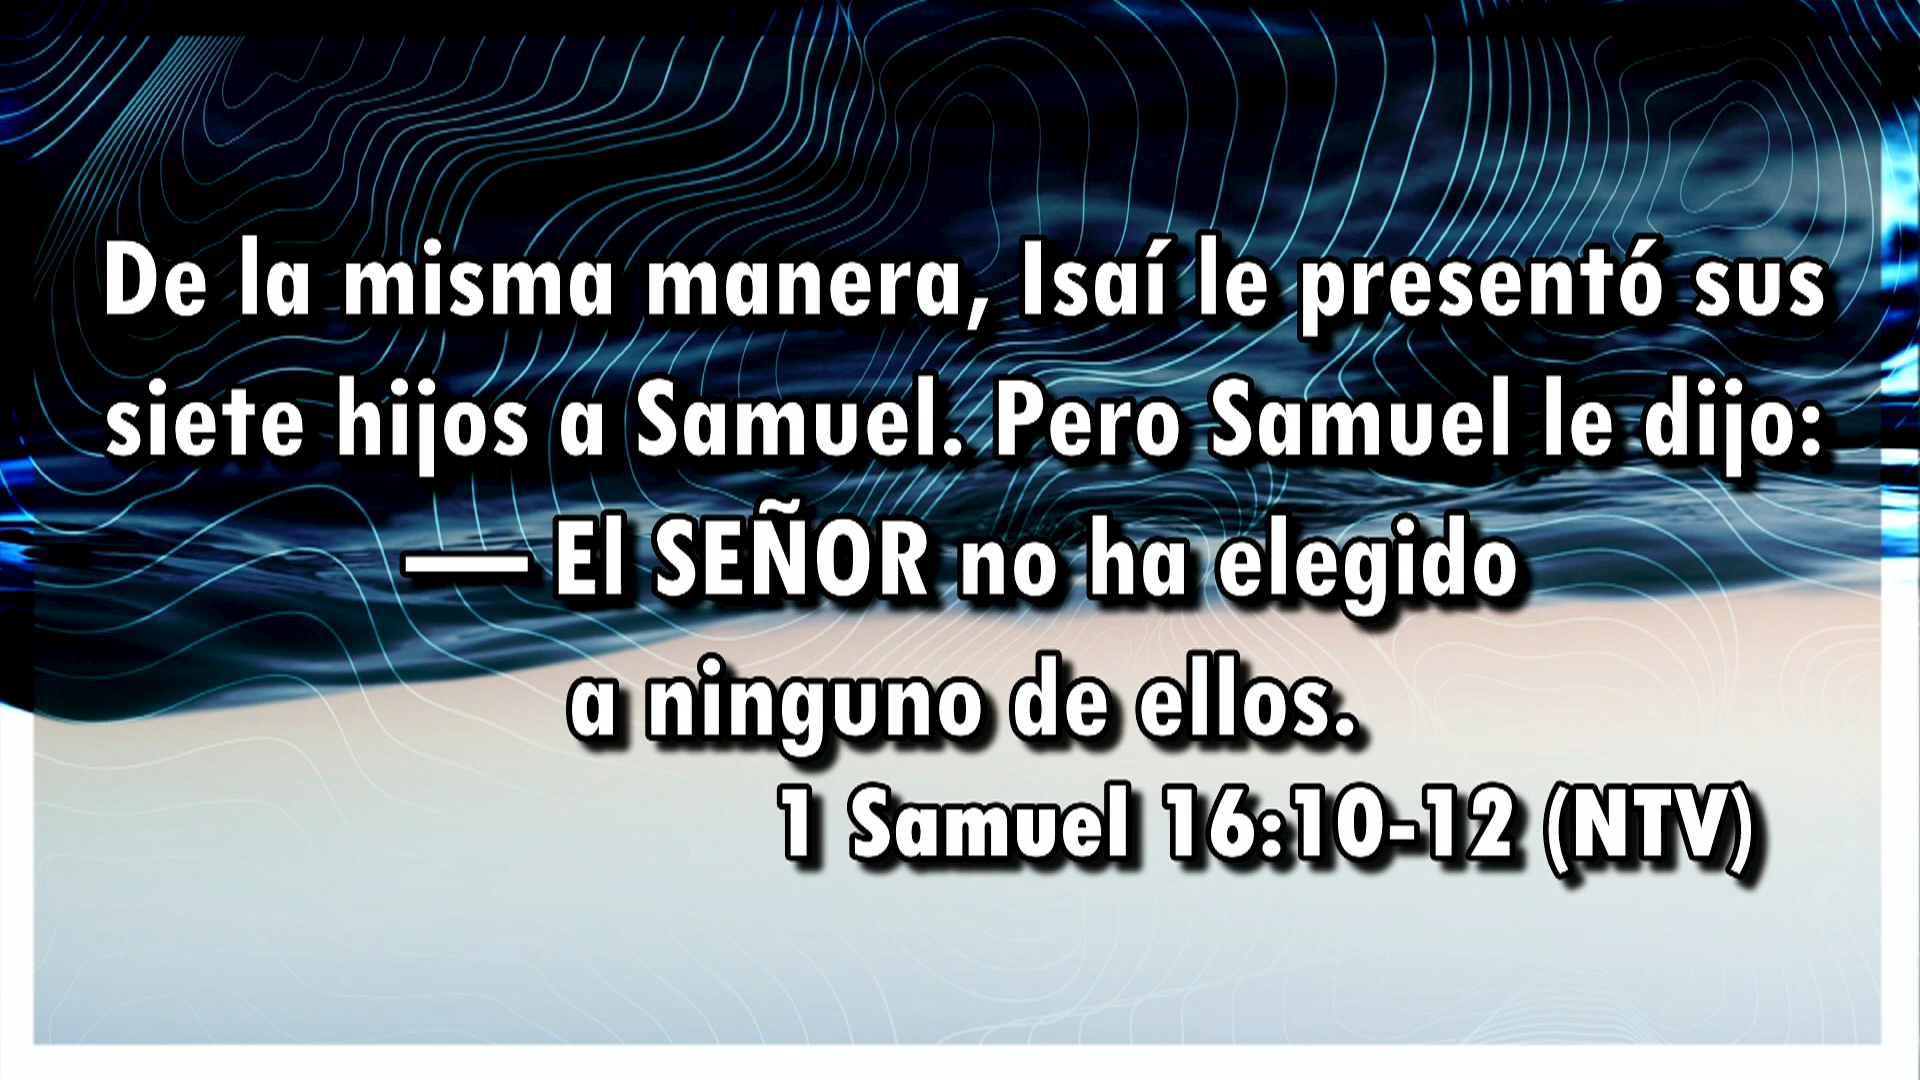 De la misma manera, Isaí le presentó sus
siete hijos a Samuel. Pero Samuel le dijo:
— El SEÑOR no ha elegido
a ninguno de ellos.
1 Samuel 16:10-12 (NTV)